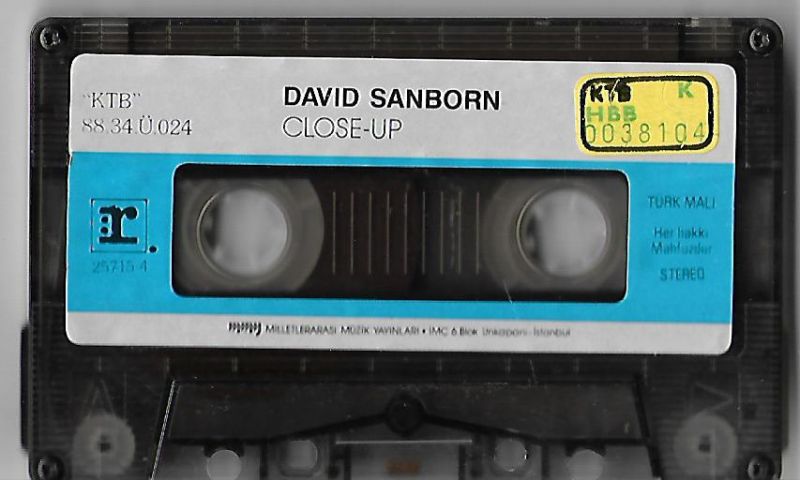 "KTB"
88.34.Ü.024
DAVID SANBORN
CLOSE-UP
KTB K
HBB
0038104
r
25715-4
TÜRK MALI
Her hakkı
Mahfuzdur
STEREO
MİLLETLERARASI MÜZİK YAYINLARI • İMC 6.Blok Unkapanı-İstanbul
A